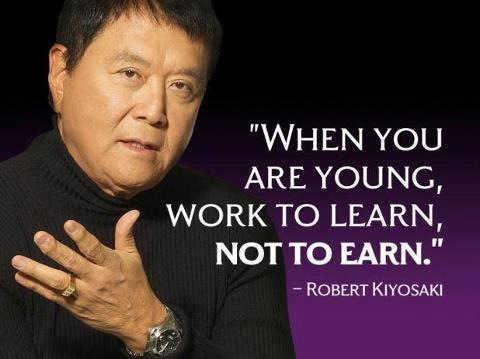 "WHEN YOU
ARE YOUNG,
WORK TO LEARN,
NOT TO EARN."
– ROBERT KIYOSAKI